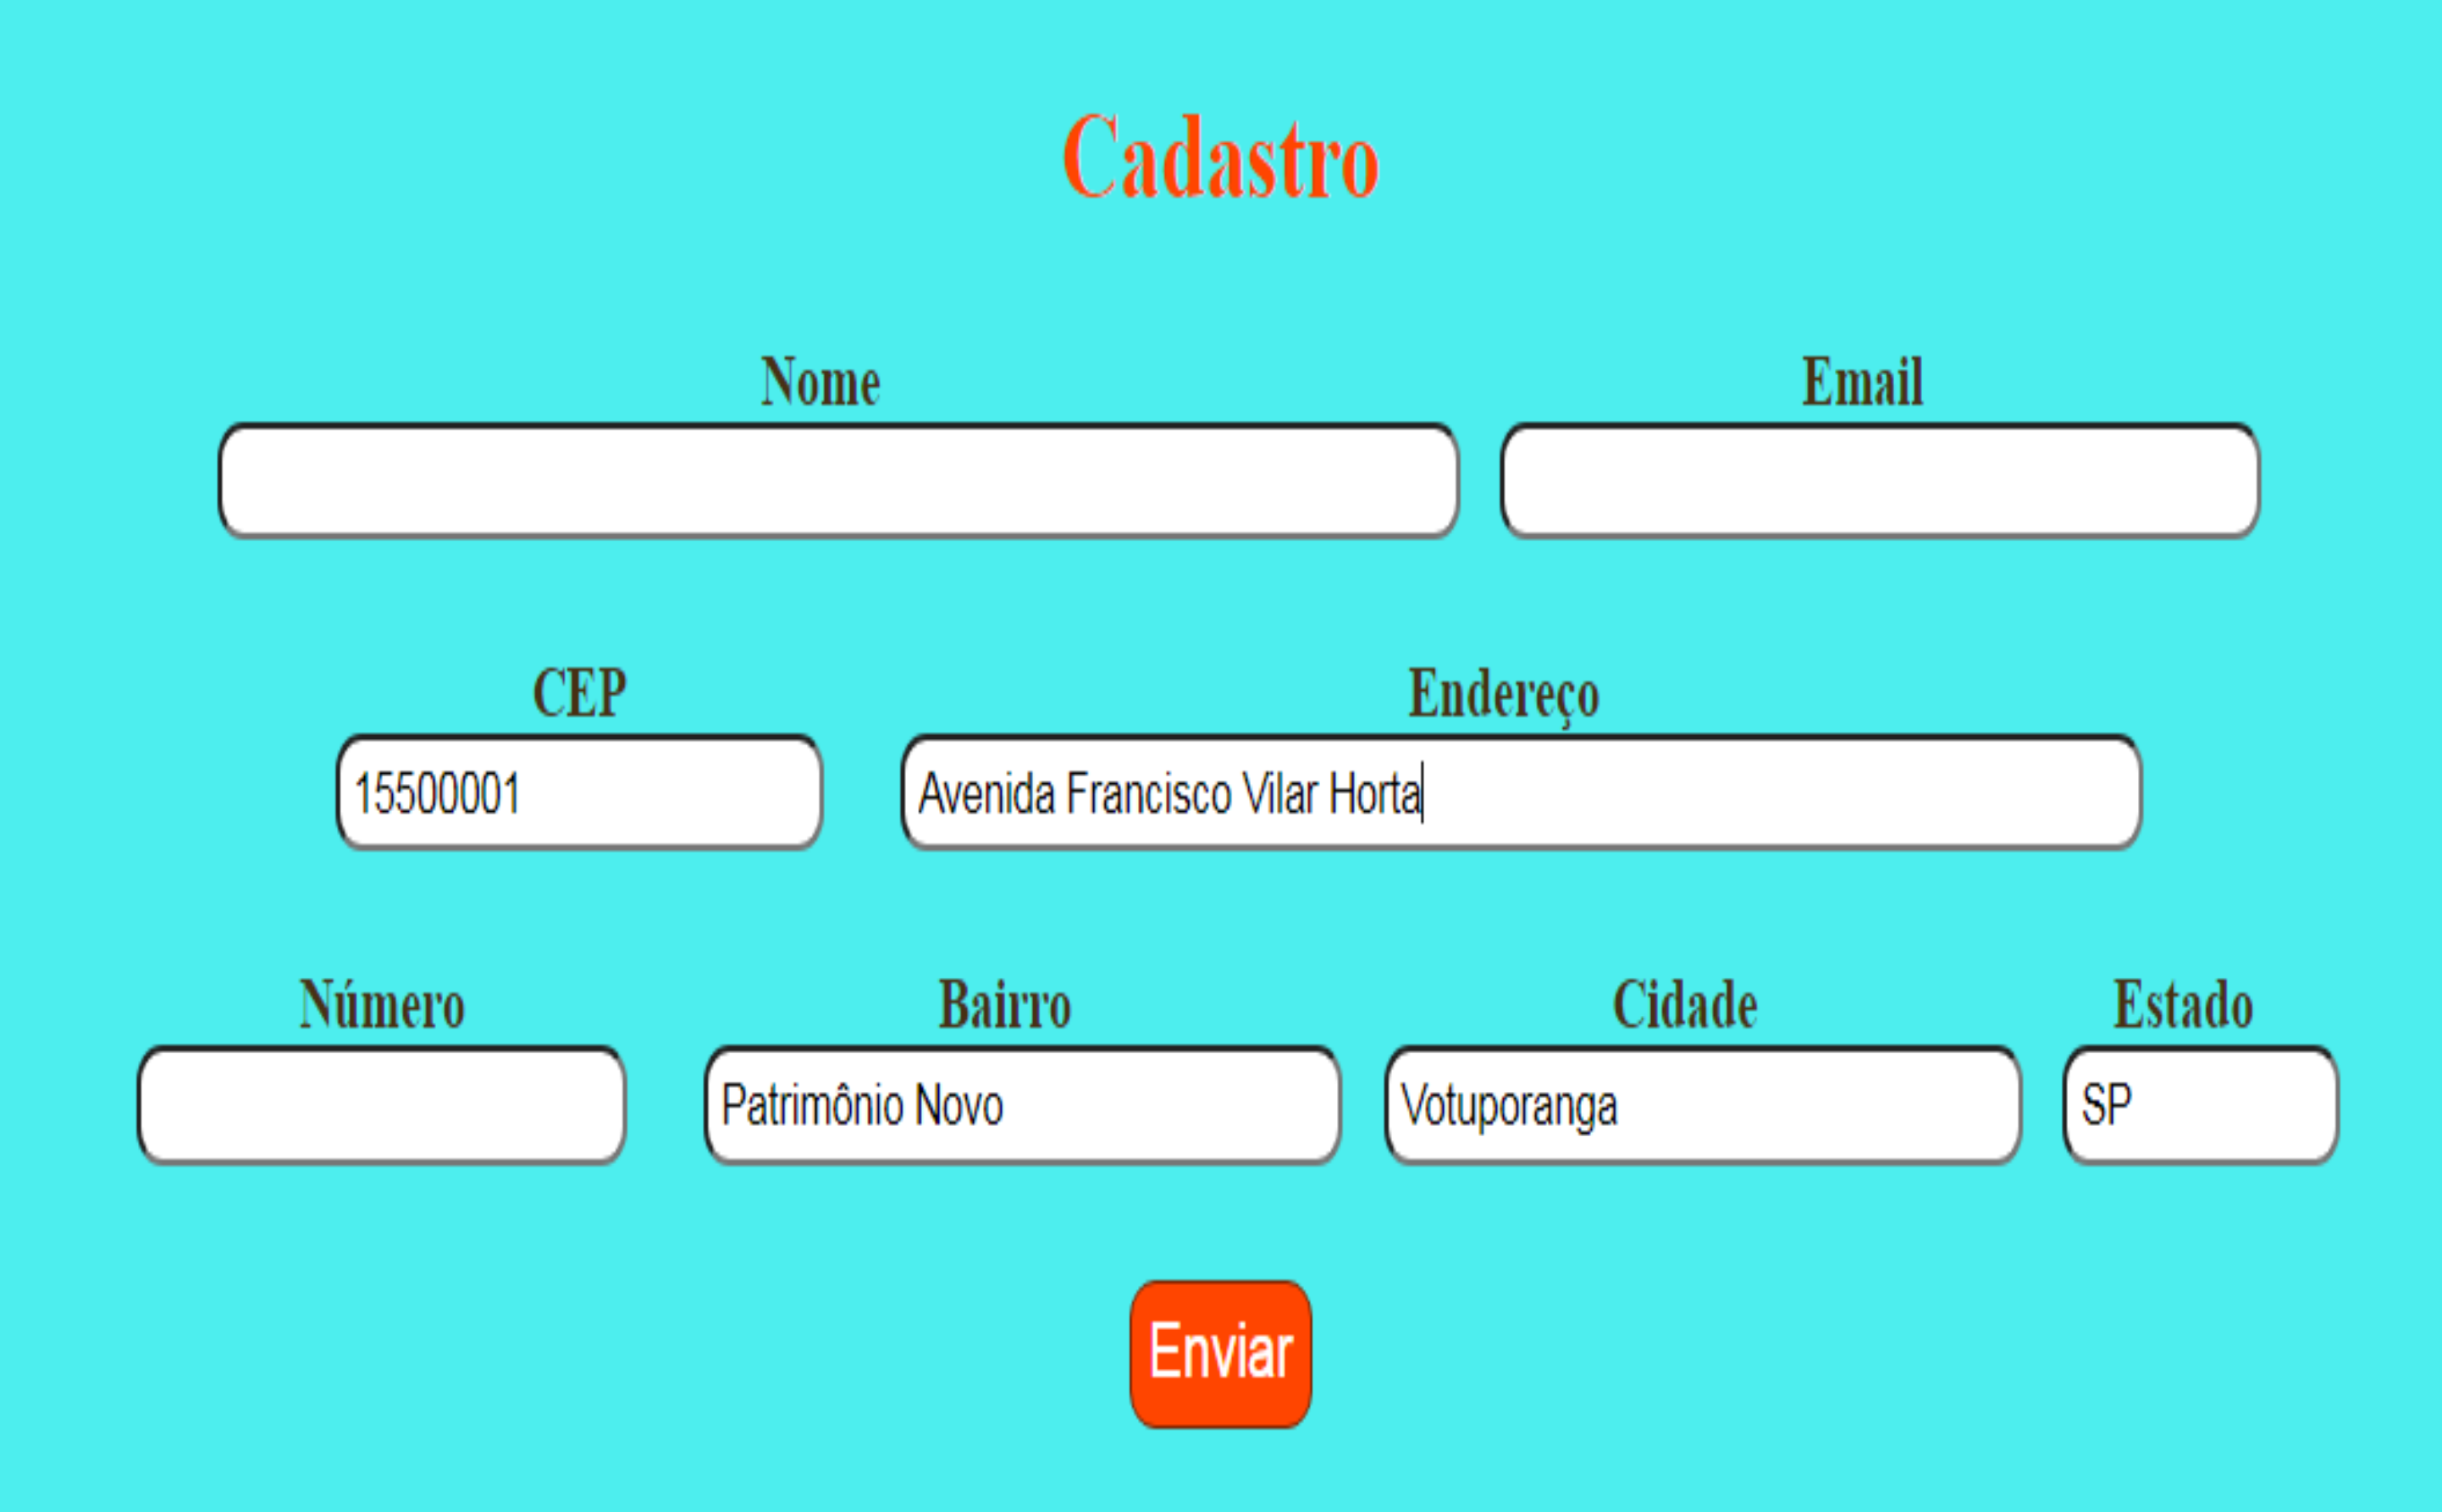 Cadastro
Nome Email
CEP Endereço
15500001 Avenida Francisco Vilar Horta
Número Bairro Cidade Estado
Patrimônio Novo Votuporanga SP
Enviar